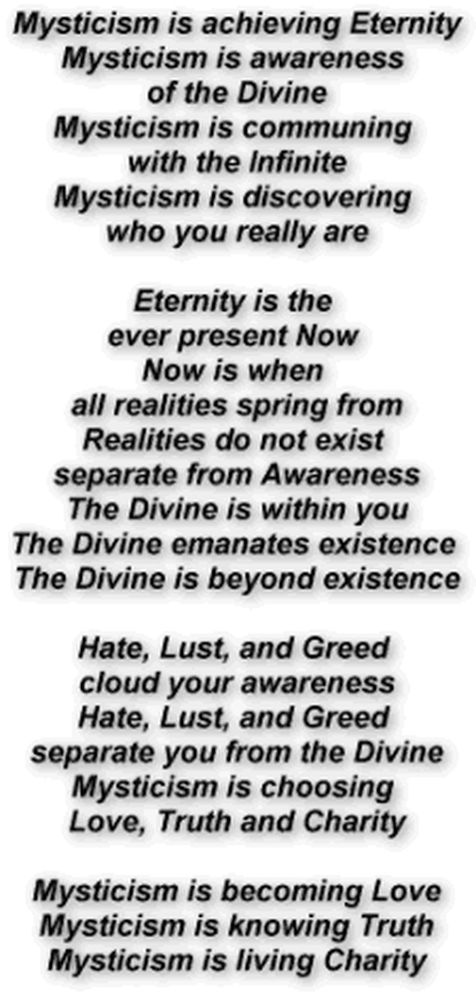 Mysticism is achieving Eternity
Mysticism is awareness
of the Divine
Mysticism is communing
with the Infinite
Mysticism is discovering
who you really are
Eternity is the
ever present Now
Now is when
all realities spring from
Realities do not exist
separate from Awareness
The Divine is within you
The Divine emanates existence
The Divine is beyond existence
Hate, Lust, and Greed
cloud your awareness
Hate, Lust, and Greed
separate you from the Divine
Mysticism is choosing
Love, Truth and Charity
Mysticism is becoming Love
Mysticism is knowing Truth
Mysticism is living Charity